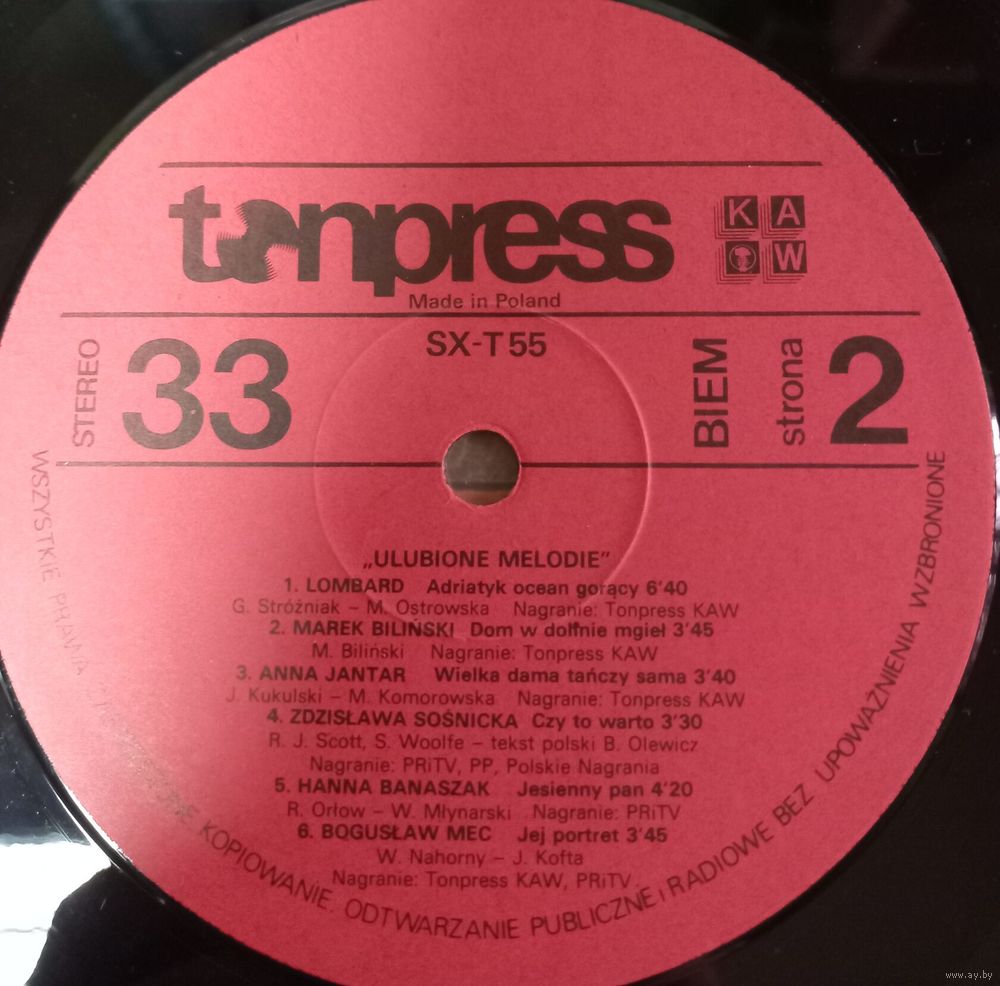 tonpress
K A
W
Made in Poland
SX-T 55
STEREO
33
BIEM
strona
2
„ULUBIONE MELODIE”
1. LOMBARD Adriatyk ocean gorący 6'40
G. Stróżniak – M. Ostrowska Nagranie: Tonpress KAW
2. MAREK BILIŃSKI Dom w dolinie mgieł 3'45
M. Biliński Nagranie: Tonpress KAW
3. ANNA JANTAR Wielka dama tańczy sama 3'40
J. Kukulski – M. Komorowska Nagranie: Tonpress KAW
4. ZDZISŁAWA SOŚNICKA Czy to warto 3'30
R. J. Scott, S. Woolfe – tekst polski B. Olewicz
Nagranie: PRiTV, PP, Polskie Nagrania
5. HANNA BANASZAK Jesienny pan 4'20
R. Orłow – W. Młynarski Nagranie: PRiTV
6. BOGUSŁAW MEC Jej portret 3'45
W. Nahorny – J. Kofta
Nagranie: Tonpress KAW, PRiTV
WSZYSTKIE PRAWA KOPIOWANIE, ODTWARZANIE PUBLICZNE i RADIOWE BEZ UPOWAŻNIENIA WZBRONIONE
www.ay.by